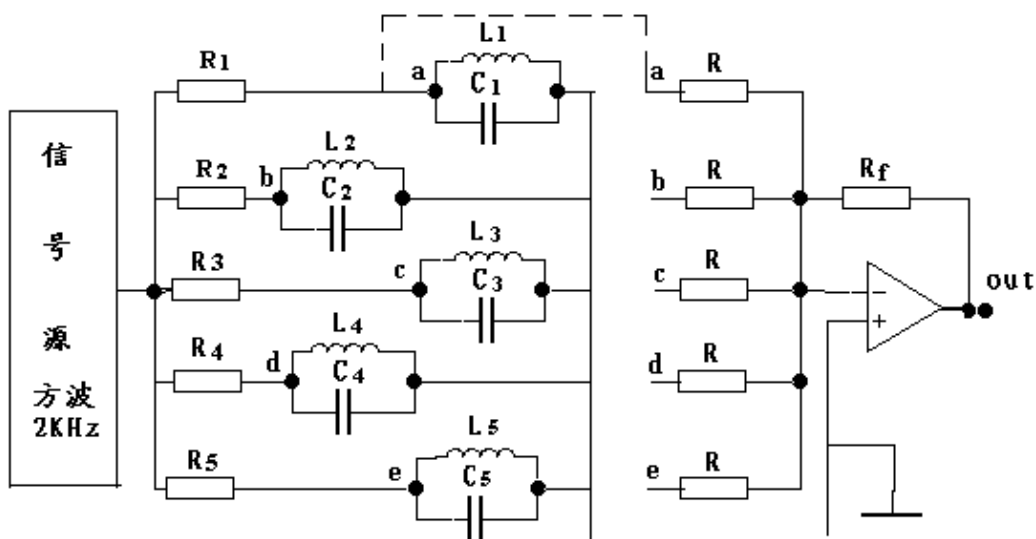 信号源方波
2KHz
R1
a
L1
C1
a
R
R2
b
L2
C2
b
R
Rf
R3
c
L3
C3
c
R
−
+
out
R4
d
L4
C4
d
R
R5
e
L5
C5
e
R